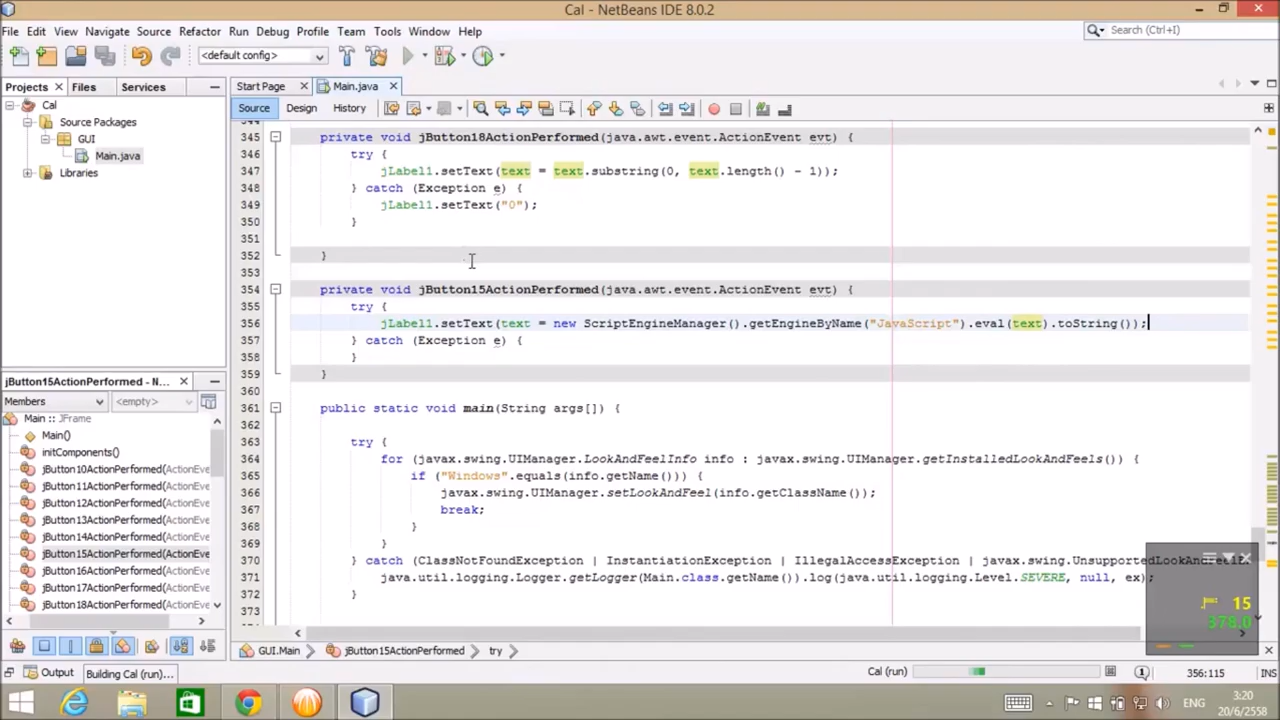 Cal - NetBeans IDE 8.0.2
File Edit View Navigate Source Refactor Run Debug Profile Team Tools Window Help
Search (Ctrl+I)
<default config>
Projects Files Services
Start Page Main.java
Cal
Source Packages
GUI
Main.java
Libraries
Source Design History
344
345 private void jButton18ActionPerformed(java.awt.event.ActionEvent evt) {
346 try {
347 jLabel1.setText(text = text.substring(0, text.length() - 1));
348 } catch (Exception e) {
349 jLabel1.setText("0");
350 }
351
352 }
353
354 private void jButton15ActionPerformed(java.awt.event.ActionEvent evt) {
355 try {
356 jLabel1.setText(text = new ScriptEngineManager().getEngineByName("JavaScript").eval(text).toString());
357 } catch (Exception e) {
358 }
359 }
360
361 public static void main(String args[]) {
362
363 try {
364 for (javax.swing.UIManager.LookAndFeelInfo info : javax.swing.UIManager.getInstalledLookAndFeels()) {
365 if ("Windows".equals(info.getName())) {
366 javax.swing.UIManager.setLookAndFeel(info.getClassName());
367 break;
368 }
369 }
370 } catch (ClassNotFoundException | InstantiationException | IllegalAccessException | javax.swing.UnsupportedLookAndFeelE
371 java.util.logging.Logger.getLogger(Main.class.getName()).log(java.util.logging.Level.SEVERE, null, ex);
372 }
373
jButton15ActionPerformed - N...
Members <empty>
Main :: JFrame
Main()
initComponents()
jButton10ActionPerformed(ActionEve
jButton11ActionPerformed(ActionEve
jButton12ActionPerformed(ActionEve
jButton13ActionPerformed(ActionEve
jButton14ActionPerformed(ActionEve
jButton15ActionPerformed(ActionEve
jButton16ActionPerformed(ActionEve
jButton17ActionPerformed(ActionEve
jButton18ActionPerformed(ActionEve
15
378.0
GUI.Main jButton15ActionPerformed try
Output Building Cal (run)... Cal (run) 1 356:115 INS
ENG
3:20
20/6/2558